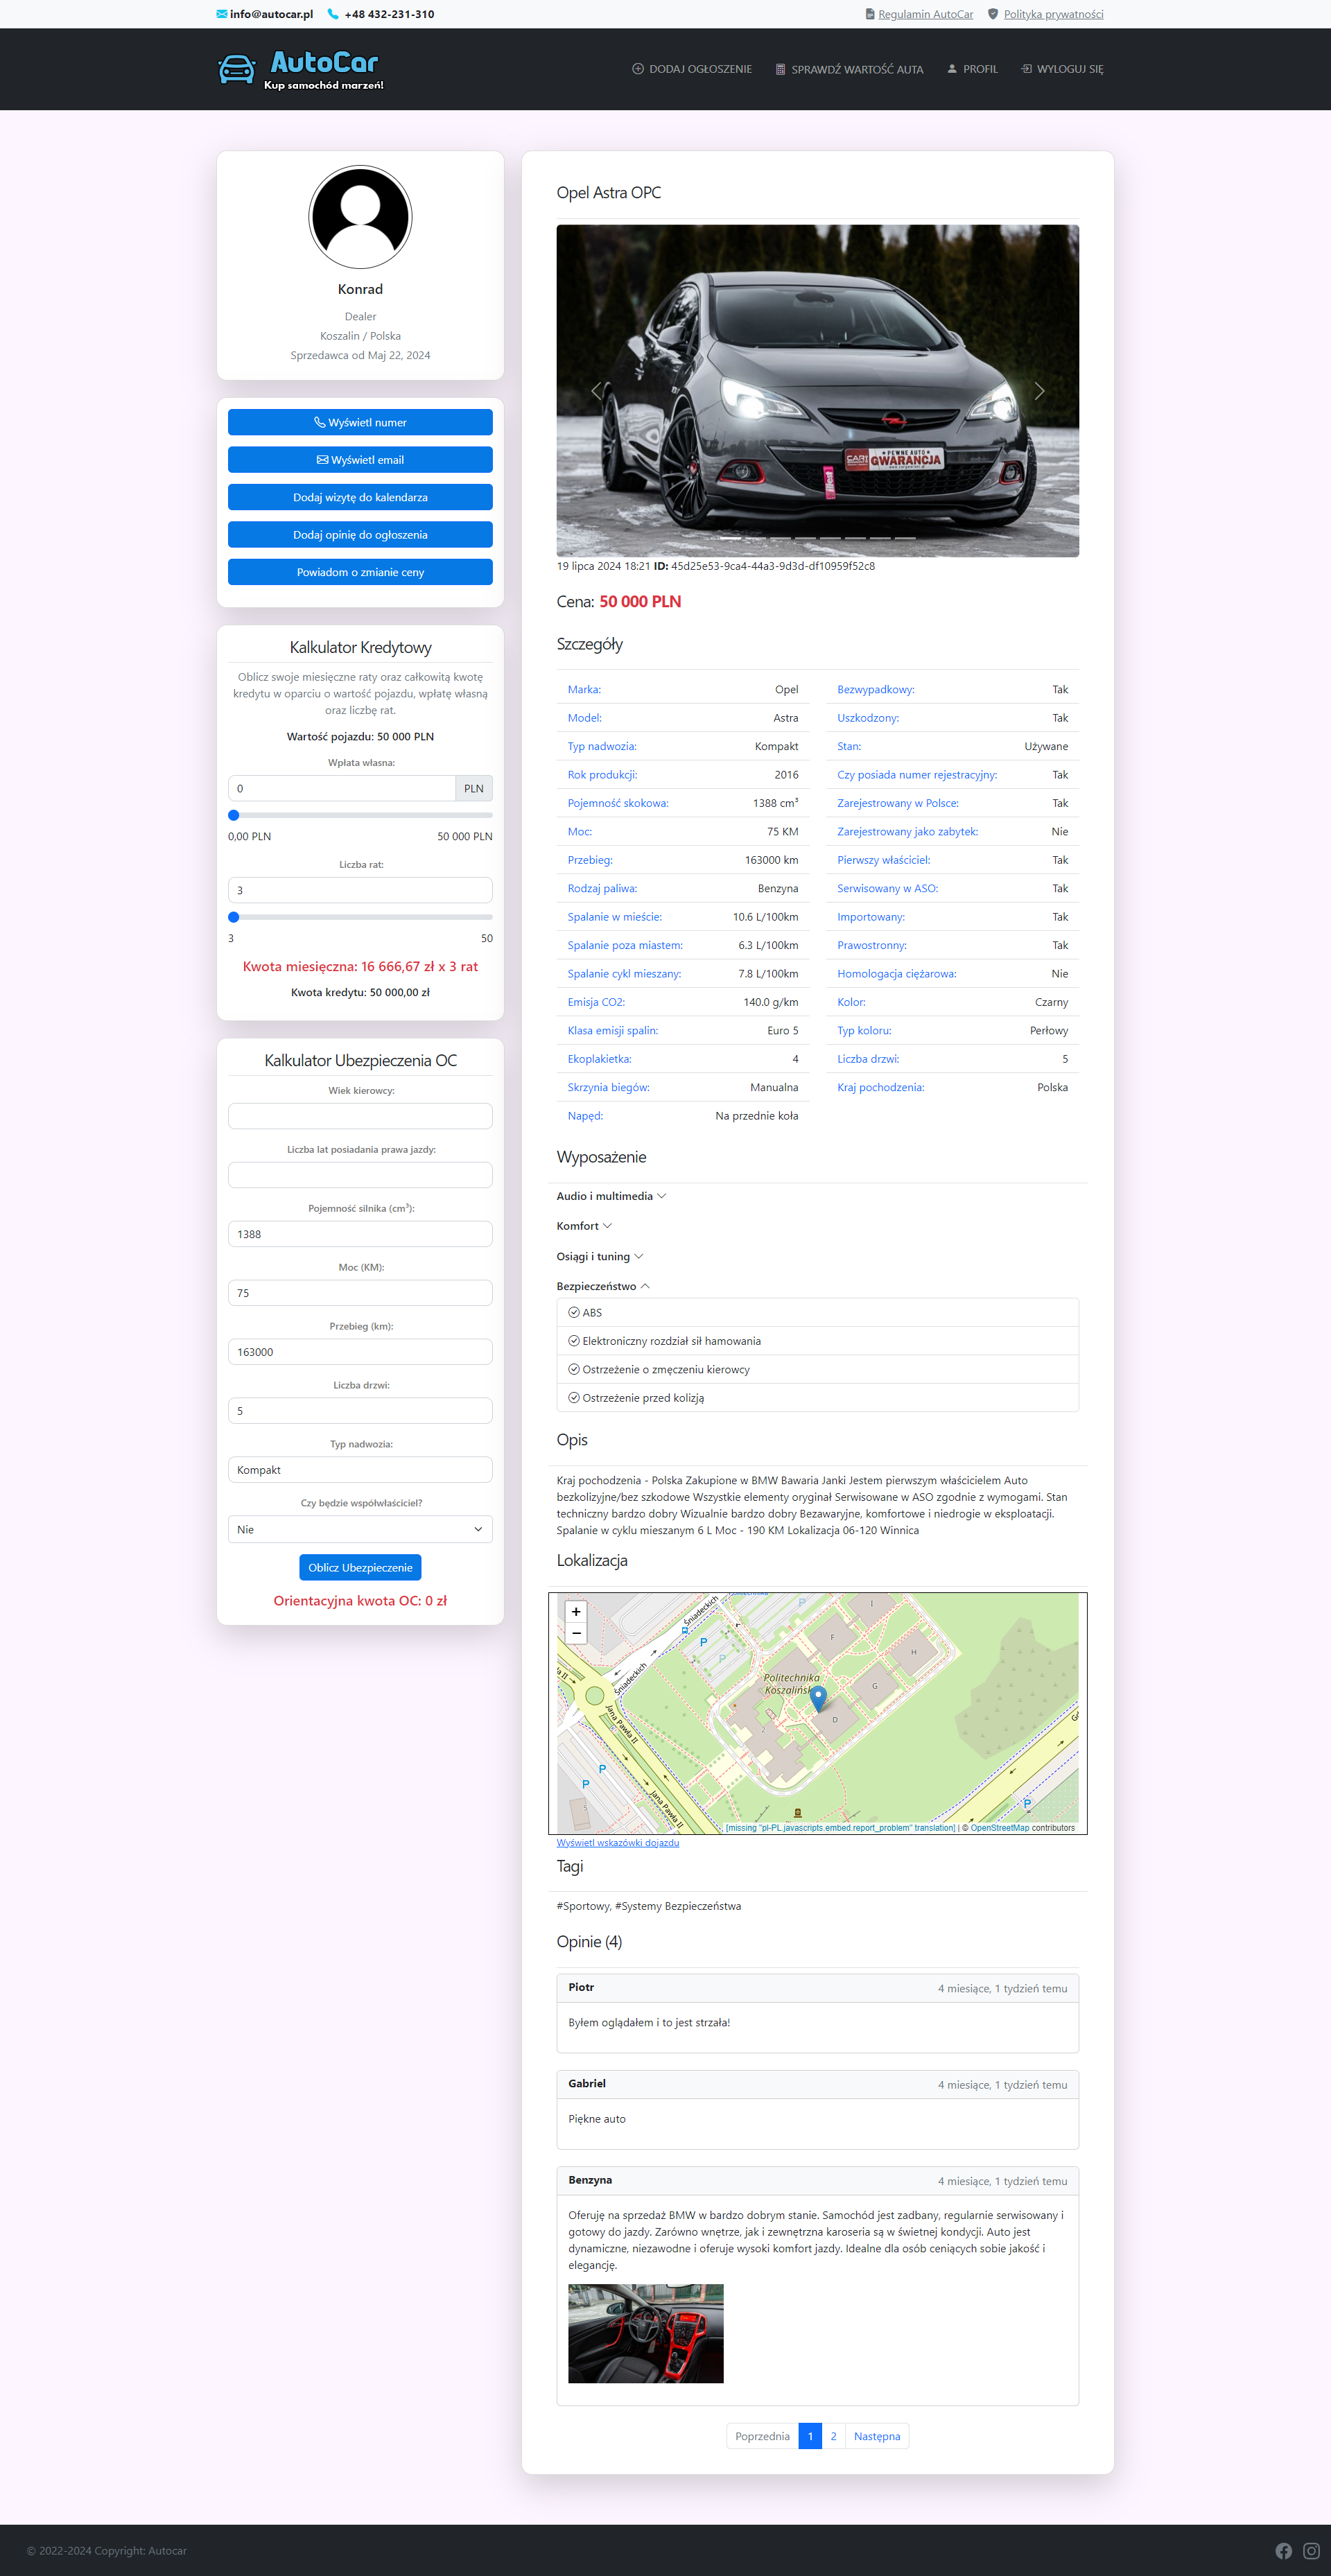 info@autocar.pl +48 432-231-310 Regulamin AutoCar Polityka prywatności
AutoCar
Kup samochód marzeń!
DODAJ OGŁOSZENIE SPRAWDŹ WARTOŚĆ AUTA PROFIL WYLOGUJ SIĘ
Konrad
Dealer
Koszalin / Polska
Sprzedawca od Maj 22, 2024
Wyświetl numer
Wyświetl email
Dodaj wizytę do kalendarza
Dodaj opinię do ogłoszenia
Powiadom o zmianie ceny
Kalkulator Kredytowy
Oblicz swoje miesięczne raty oraz całkowitą kwotę
kredytu w oparciu o wartość pojazdu, wpłatę własną
oraz liczbę rat.
Wartość pojazdu: 50 000 PLN
Wpłata własna:
0 PLN
0,00 PLN 50 000 PLN
Liczba rat:
3
3 50
Kwota miesięczna: 16 666,67 zł x 3 rat
Kwota kredytu: 50 000,00 zł
Kalkulator Ubezpieczenia OC
Wiek kierowcy:
Liczba lat posiadania prawa jazdy:
Pojemność silnika (cm³):
1388
Moc (KM):
75
Przebieg (km):
163000
Liczba drzwi:
5
Typ nadwozia:
Kompakt
Czy będzie współwłaściciel?
Nie
Oblicz Ubezpieczenie
Orientacyjna kwota OC: 0 zł
Opel Astra OPC
CAR1
PEWNE AUTO
GWARANCJA
19 lipca 2024 18:21 ID: 45d25e53-9ca4-44a3-9d3d-df10959f52c8
Cena: 50 000 PLN
Szczegóły
Marka: Opel
Model: Astra
Typ nadwozia: Kompakt
Rok produkcji: 2016
Pojemność skokowa: 1388 cm³
Moc: 75 KM
Przebieg: 163000 km
Rodzaj paliwa: Benzyna
Spalanie w mieście: 10.6 L/100km
Spalanie poza miastem: 6.3 L/100km
Spalanie cykl mieszany: 7.8 L/100km
Emisja CO2: 140.0 g/km
Klasa emisji spalin: Euro 5
Ekoplakietka: 4
Skrzynia biegów: Manualna
Napęd: Na przednie koła
Bezwypadkowy: Tak
Uszkodzony: Tak
Stan: Używane
Czy posiada numer rejestracyjny: Tak
Zarejestrowany w Polsce: Tak
Zarejestrowany jako zabytek: Nie
Pierwszy właściciel: Tak
Serwisowany w ASO: Tak
Importowany: Tak
Prawostronny: Tak
Homologacja ciężarowa: Nie
Kolor: Czarny
Typ koloru: Perłowy
Liczba drzwi: 5
Kraj pochodzenia: Polska
Wyposażenie
Audio i multimedia
Komfort
Osiągi i tuning
Bezpieczeństwo
ABS
Elektroniczny rozdział sił hamowania
Ostrzeżenie o zmęczeniu kierowcy
Ostrzeżenie przed kolizją
Opis
Kraj pochodzenia - Polska Zakupione w BMW Bawaria Janki Jestem pierwszym właścicielem Auto
bezkolizyjne/bez szkodowe Wszystkie elementy oryginał Serwisowane w ASO zgodnie z wymogami. Stan
techniczny bardzo dobry Wizualnie bardzo dobry Bezawaryjne, komfortowe i niedrogie w eksploatacji.
Spalanie w cyklu mieszanym 6 L Moc - 190 KM Lokalizacja 06-120 Winnica
Lokalizacja
+
−
Śniadeckich
Śniadeckich
P
P
P
I
F
H
G
D
J
Politechnika
Koszalińska
Jana Pawła II
Jana Pawła II
P
P
P
[missing "pl-PL.javascripts.embed.report_problem" translation] | © OpenStreetMap contributors
Wyświetl wskazówki dojazdu
Tagi
#Sportowy, #Systemy Bezpieczeństwa
Opinie (4)
Piotr 4 miesiące, 1 tydzień temu
Byłem oglądałem i to jest strzała!
Gabriel 4 miesiące, 1 tydzień temu
Piękne auto
Benzyna 4 miesiące, 1 tydzień temu
Oferuję na sprzedaż BMW w bardzo dobrym stanie. Samochód jest zadbany, regularnie serwisowany i
gotowy do jazdy. Zarówno wnętrze, jak i zewnętrzna karoseria są w świetnej kondycji. Auto jest
dynamiczne, niezawodne i oferuje wysoki komfort jazdy. Idealne dla osób ceniących sobie jakość i
elegancję.
Poprzednia 1 2 Następna
© 2022-2024 Copyright: Autocar